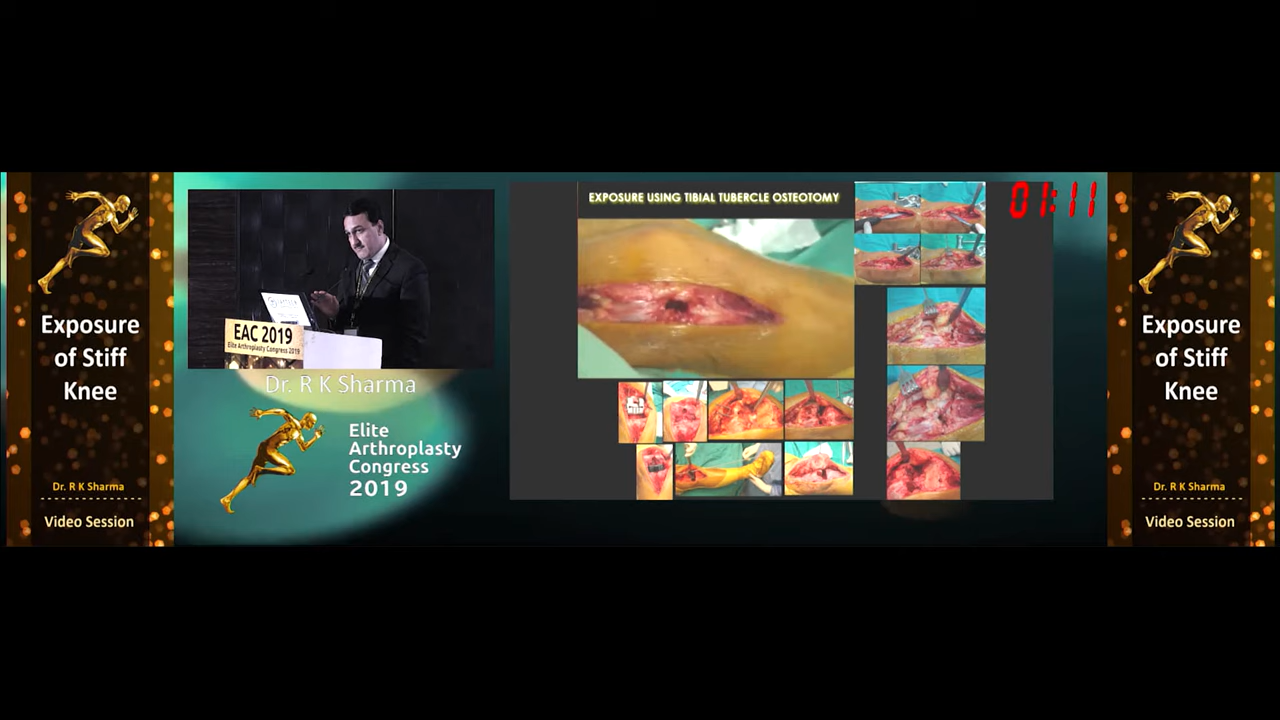 Exposure
of Stiff
Knee
Dr. R K Sharma
Video Session
EAC 2019
Elite Arthroplasty Congress 2019
Dr. R K Sharma
Elite
Arthroplasty
Congress
2019
EXPOSURE USING TIBIAL TUBERCLE OSTEOTOMY
01:11
Exposure
of Stiff
Knee
Dr. R K Sharma
Video Session